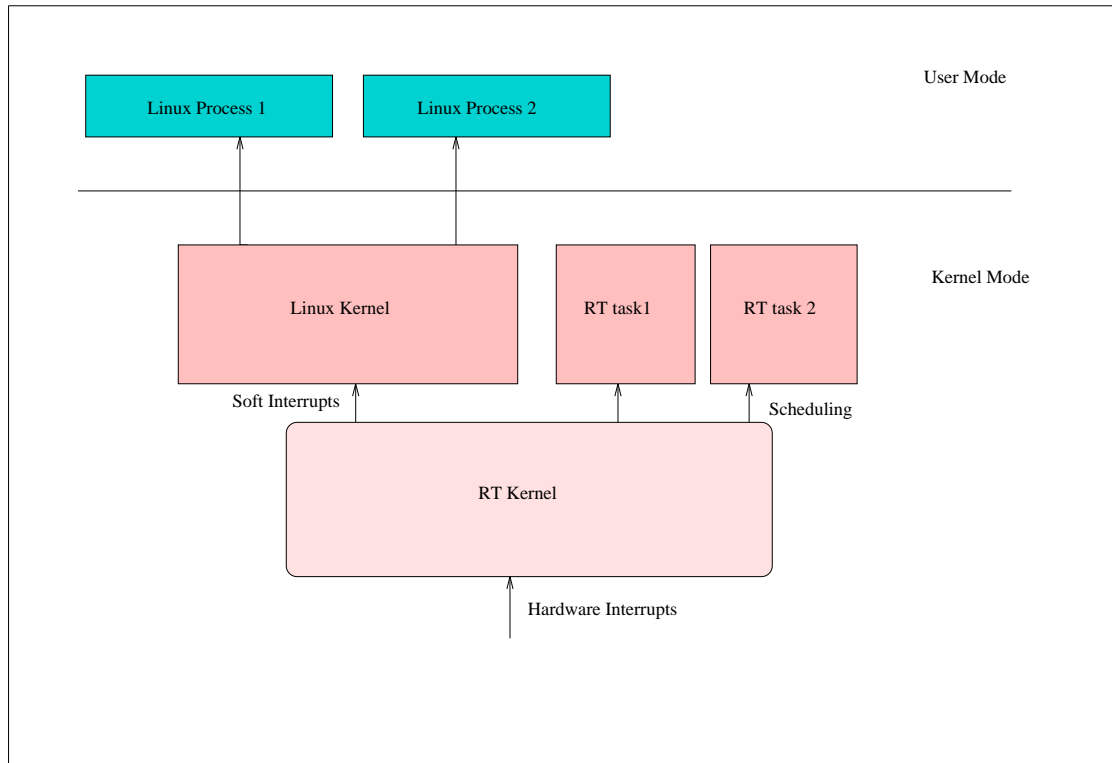 User Mode
Linux Process 1
Linux Process 2
Kernel Mode
Linux Kernel
RT task1
RT task 2
Soft Interrupts
Scheduling
RT Kernel
Hardware Interrupts